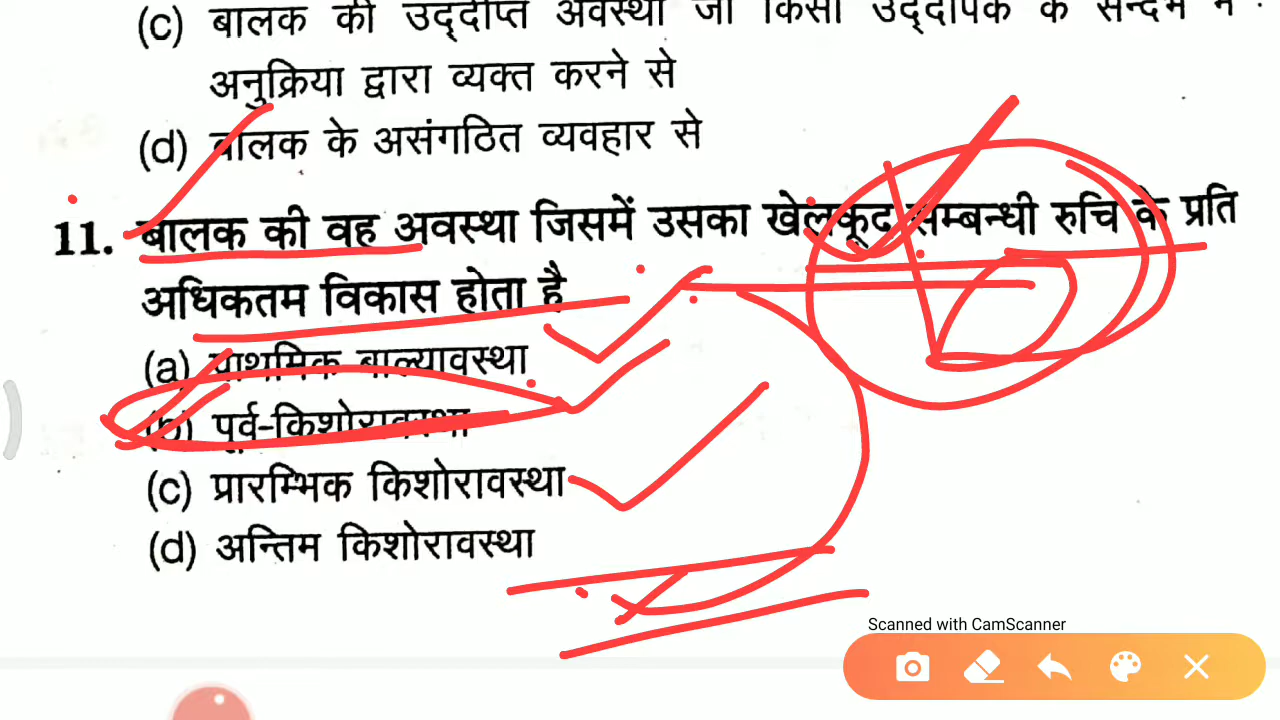 (c) बालक की उद्दीप्त अवस्था जो किसी उद्दीपक के सन्दर्भ में
अनुक्रिया द्वारा व्यक्त करने से
(d) बालक के असंगठित व्यवहार से
11. बालक की वह अवस्था जिसमें उसका खेलकूद सम्बन्धी रुचि के प्रति
अधिकतम विकास होता है
(a) प्राथमिक बाल्यावस्था
(b) पूर्व-किशोरावस्था
(c) प्रारम्भिक किशोरावस्था
(d) अन्तिम किशोरावस्था
Scanned with CamScanner